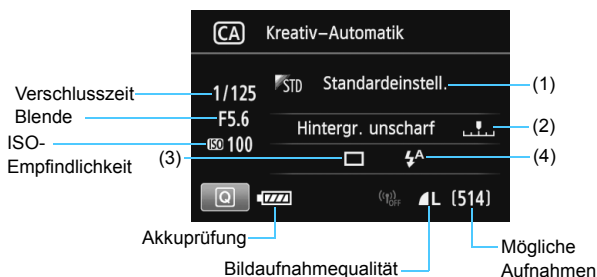 CA Kreativ-Automatik
STD Standardeinstell. (1)
Verschlusszeit 1/125
Blende F5.6
Hintergr. unscharf (2)
ISO-
Empfindlichkeit
ISO 100
(3) A (4)
Q ((ı)) OFF L [514]
Akkuprüfung
Mögliche
Aufnahmen
Bildaufnahmequalität